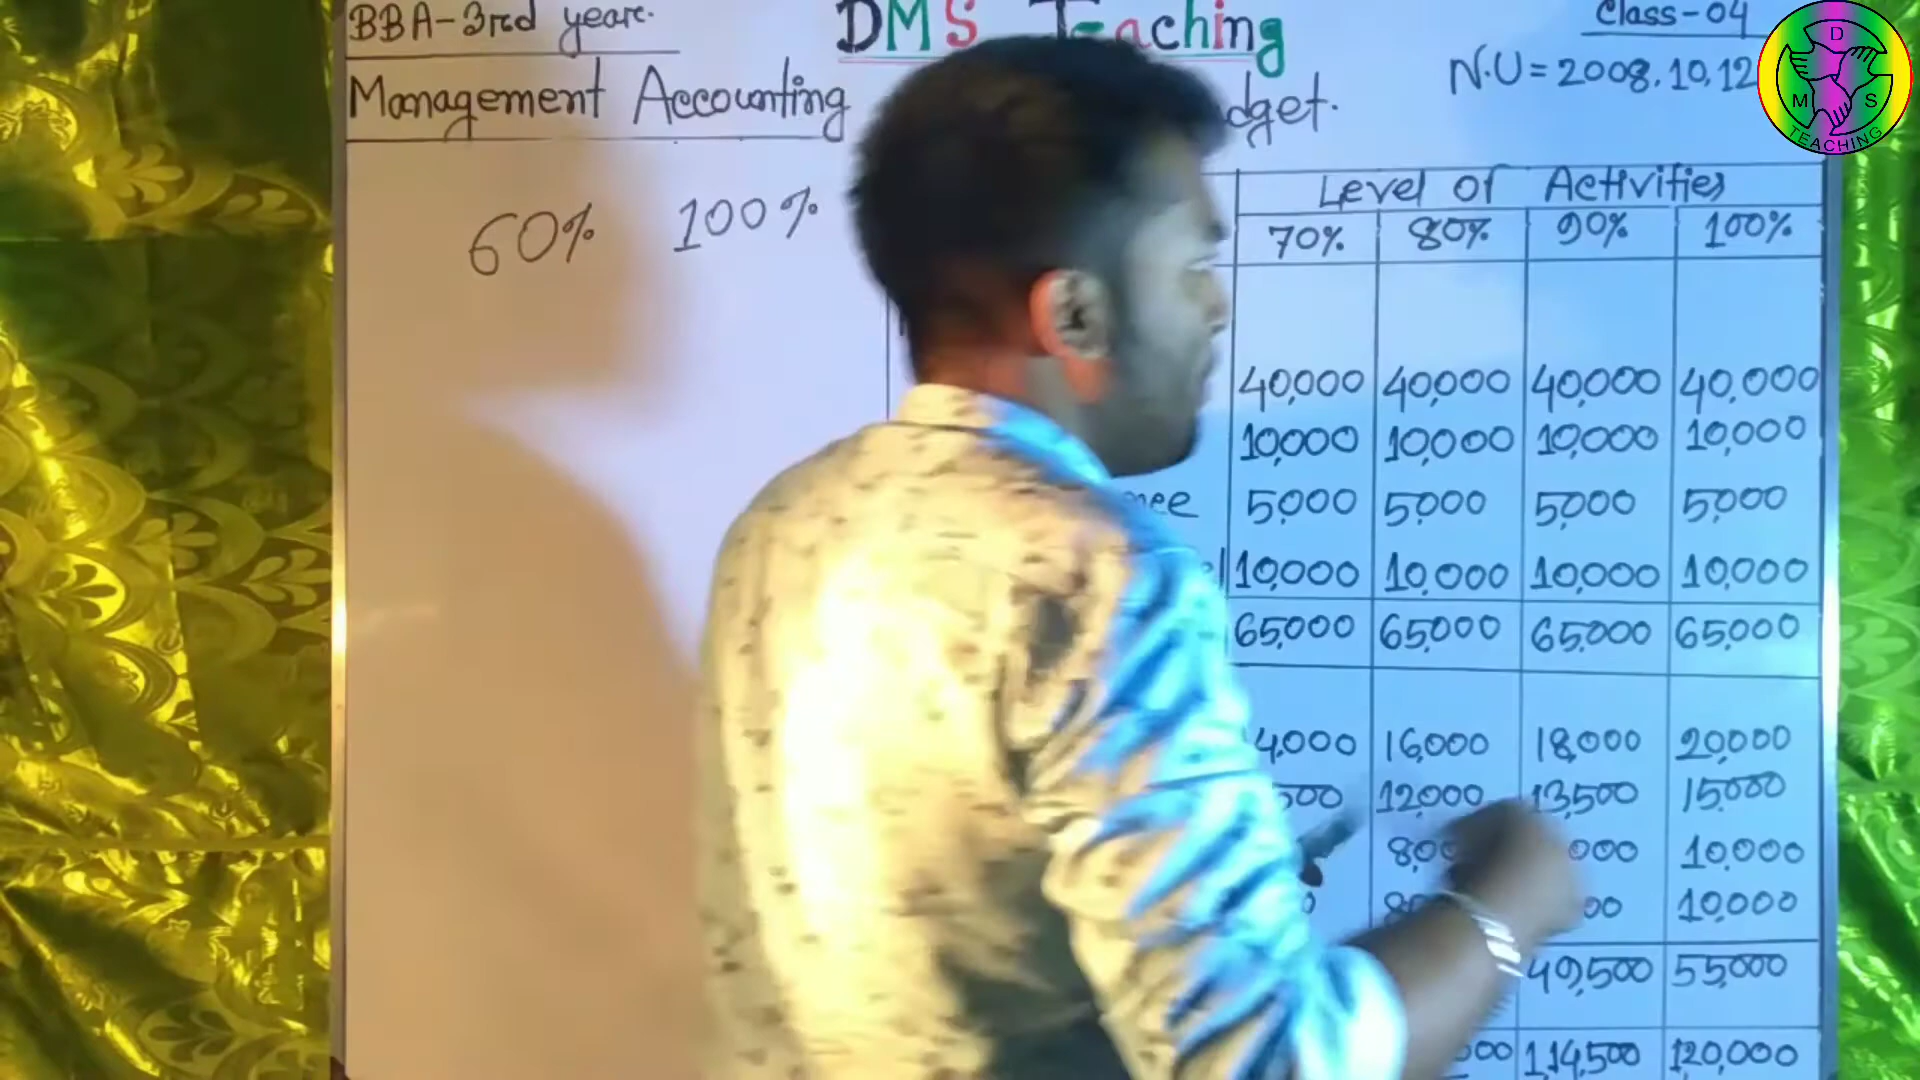 BBA-3rd year.
DMS Teaching
Class-04
Management Accounting
N.U=2008,10,12
D
M S
TEACHING
60% 100%
Level of Activities
70% 80% 90% 100%
40,000 40,000 40,000 40,000
10,000 10,000 10,000 10,000
5,000 5,000 5,000 5,000
10,000 10,000 10,000 10,000
65,000 65,000 65,000 65,000
4,000 16,000 18,000 20,000
500 12,000 13,500 15,000
10,000
10,000
49,500 55,000
1,14,500 1,20,000